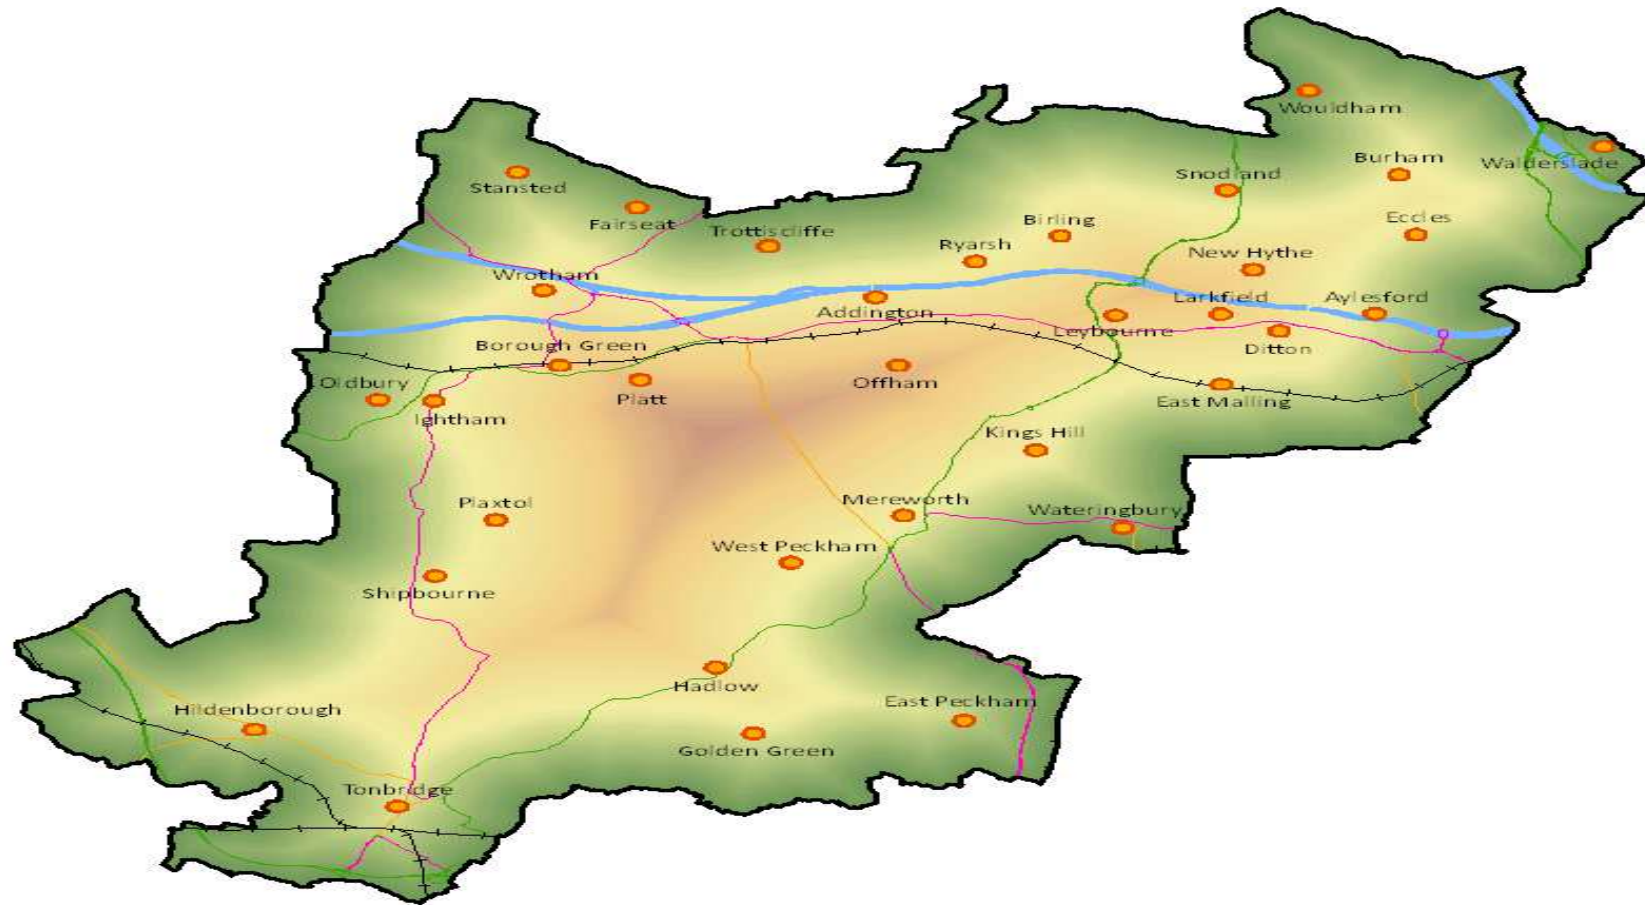 Wouldham
Burham
Walderslade
Snodland
Stansted
Fairseat
Trottiscliffe
Birling
Eccles
Ryarsh
New Hythe
Wrotham
Larkfield
Aylesford
Addington
Leybourne
Borough Green
Ditton
Oldbury
Platt
Offham
East Malling
Ightham
Kings Hill
Plaxtol
Mereworth
Wateringbury
West Peckham
Shipbourne
Hadlow
East Peckham
Hildenborough
Golden Green
Tonbridge